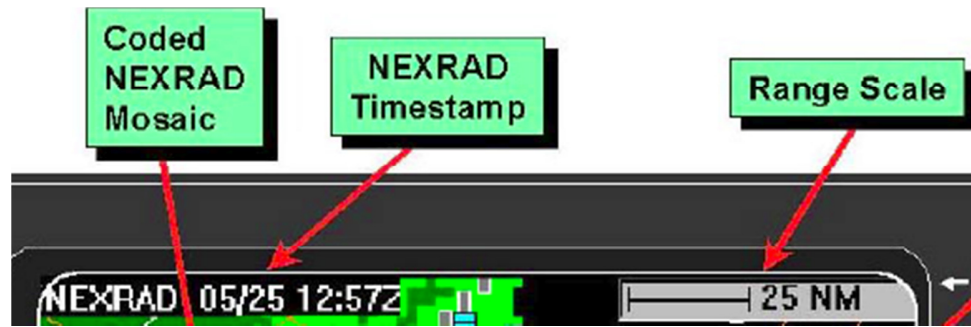 Coded
NEXRAD
Mosaic
NEXRAD
Timestamp
Range Scale
NEXRAD 05/25 12:57Z
25 NM